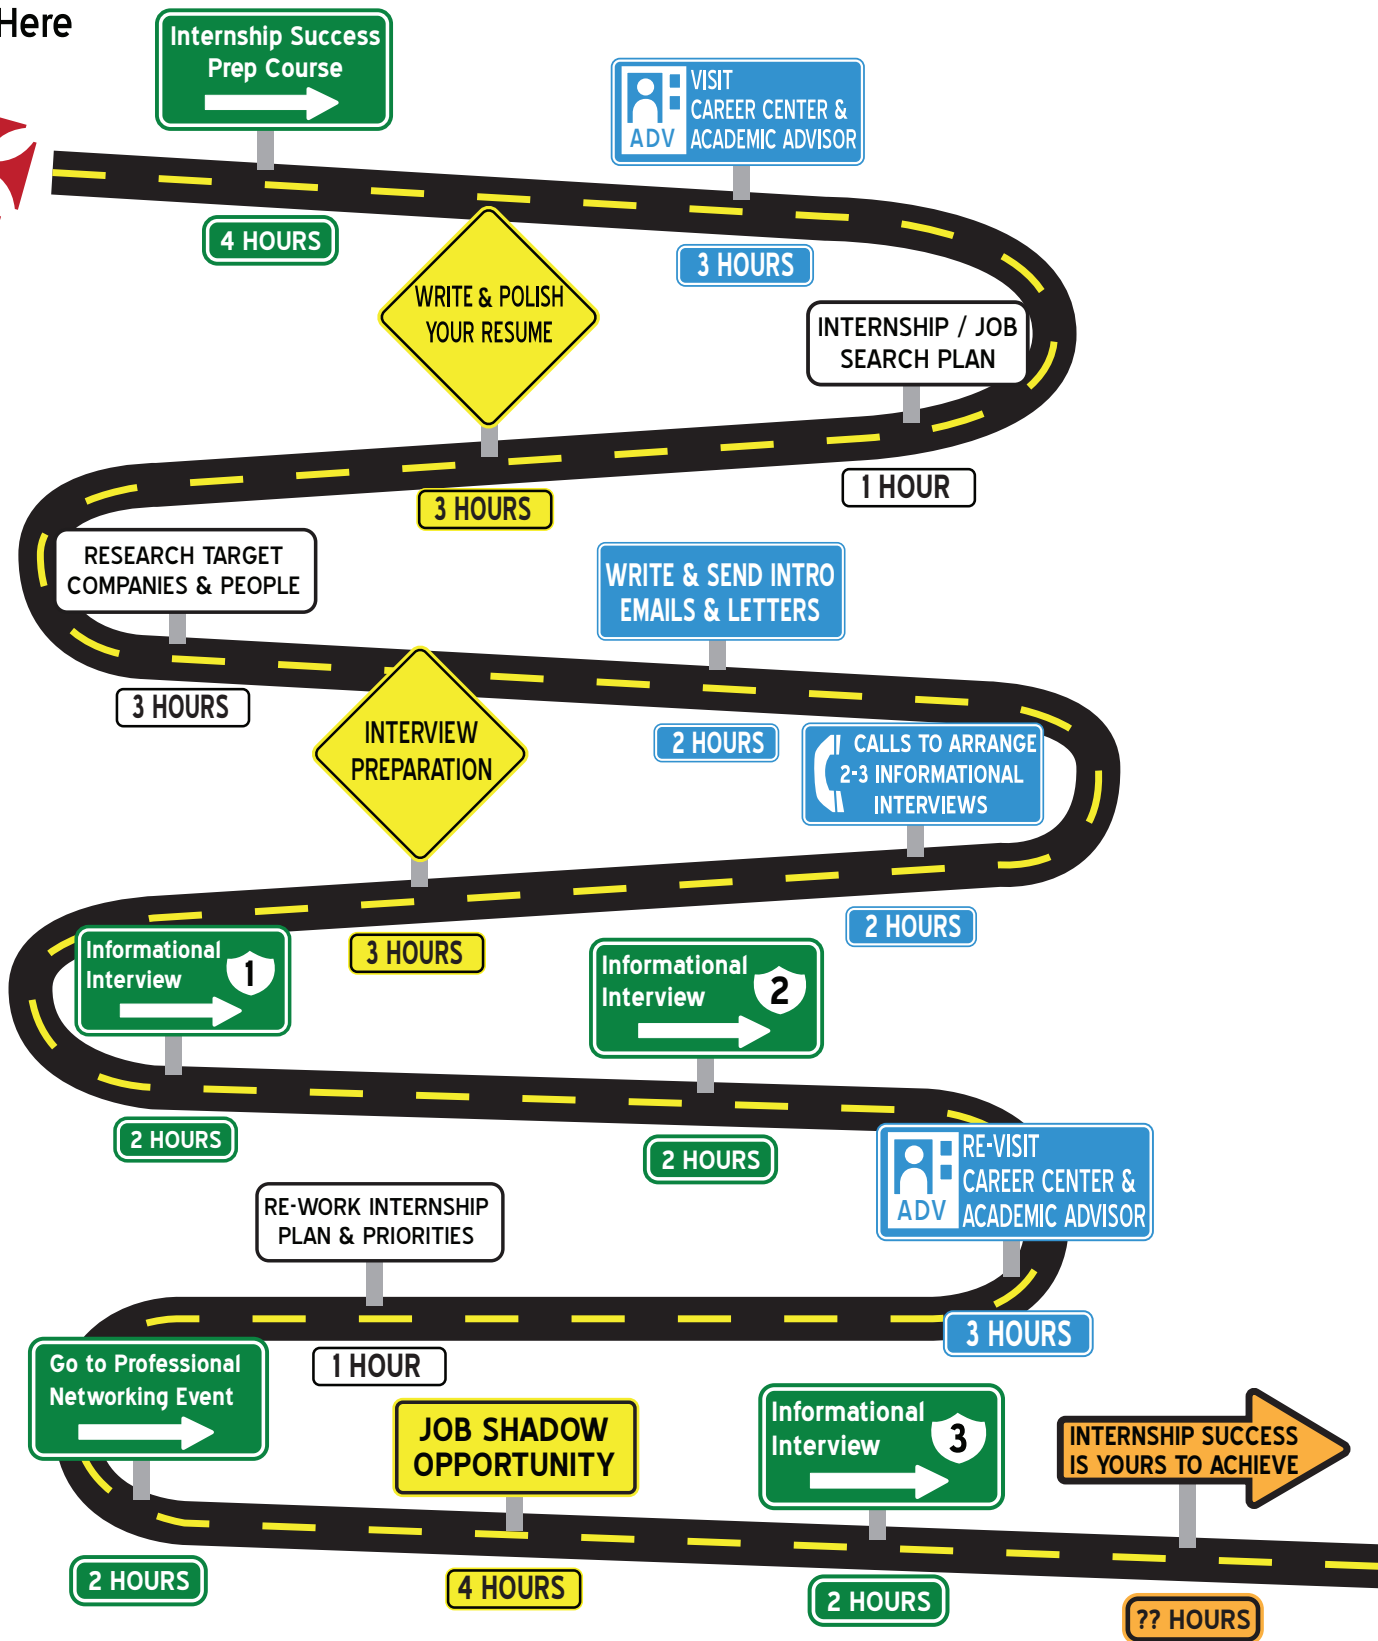 Here
Internship Success
Prep Course
4 HOURS
VISIT
CAREER CENTER &
ACADEMIC ADVISOR
ADV
3 HOURS
INTERNSHIP / JOB
SEARCH PLAN
1 HOUR
WRITE & POLISH
YOUR RESUME
3 HOURS
RESEARCH TARGET
COMPANIES & PEOPLE
3 HOURS
WRITE & SEND INTRO
EMAILS & LETTERS
2 HOURS
CALLS TO ARRANGE
2-3 INFORMATIONAL
INTERVIEWS
2 HOURS
INTERVIEW
PREPARATION
3 HOURS
Informational
Interview
1
2 HOURS
Informational
Interview
2
2 HOURS
RE-VISIT
CAREER CENTER &
ACADEMIC ADVISOR
ADV
3 HOURS
RE-WORK INTERNSHIP
PLAN & PRIORITIES
1 HOUR
Go to Professional
Networking Event
2 HOURS
JOB SHADOW
OPPORTUNITY
4 HOURS
Informational
Interview
3
2 HOURS
INTERNSHIP SUCCESS
IS YOURS TO ACHIEVE
?? HOURS